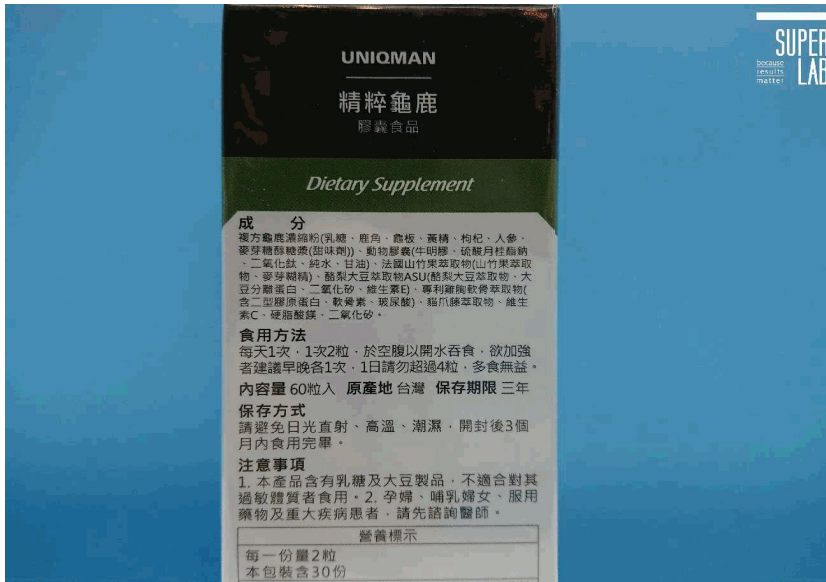 SUPER
because
results
matter
LAB
UNIQMAN
精粹龜鹿
膠囊食品
Dietary Supplement
成 分
複方龜鹿濃縮粉(乳糖、鹿角、龜板、黃精、枸杞、人參、
麥芽糖醇糖漿(甜味劑))、動物膠囊(牛明膠、硫酸月桂酯鈉
、二氧化鈦、純水、甘油)、法國山竹果萃取物(山竹果萃取
物、麥芽糊精)、酪梨大豆萃取物ASU(酪梨大豆萃取物、大
豆分離蛋白、二氧化矽、維生素E)、專利雞胸軟骨萃取物(
含二型膠原蛋白、軟骨素、玻尿酸)、貓爪藤萃取物、維生
素C、硬脂酸鎂、二氧化矽。
食用方法
每天1次，1次2粒，於空腹以開水吞食，欲加強
者建議早晚各1次，1日請勿超過4粒，多食無益。
內容量 60粒入 原產地 台灣 保存期限 三年
保存方式
請避免日光直射、高溫、潮濕，開封後3個
月內食用完畢。
注意事項
1. 本產品含有乳糖及大豆製品，不適合對其
過敏體質者食用。2. 孕婦、哺乳婦女、服用
藥物及重大疾病患者，請先諮詢醫師。
營養標示
每一份量2粒
本包裝含30份